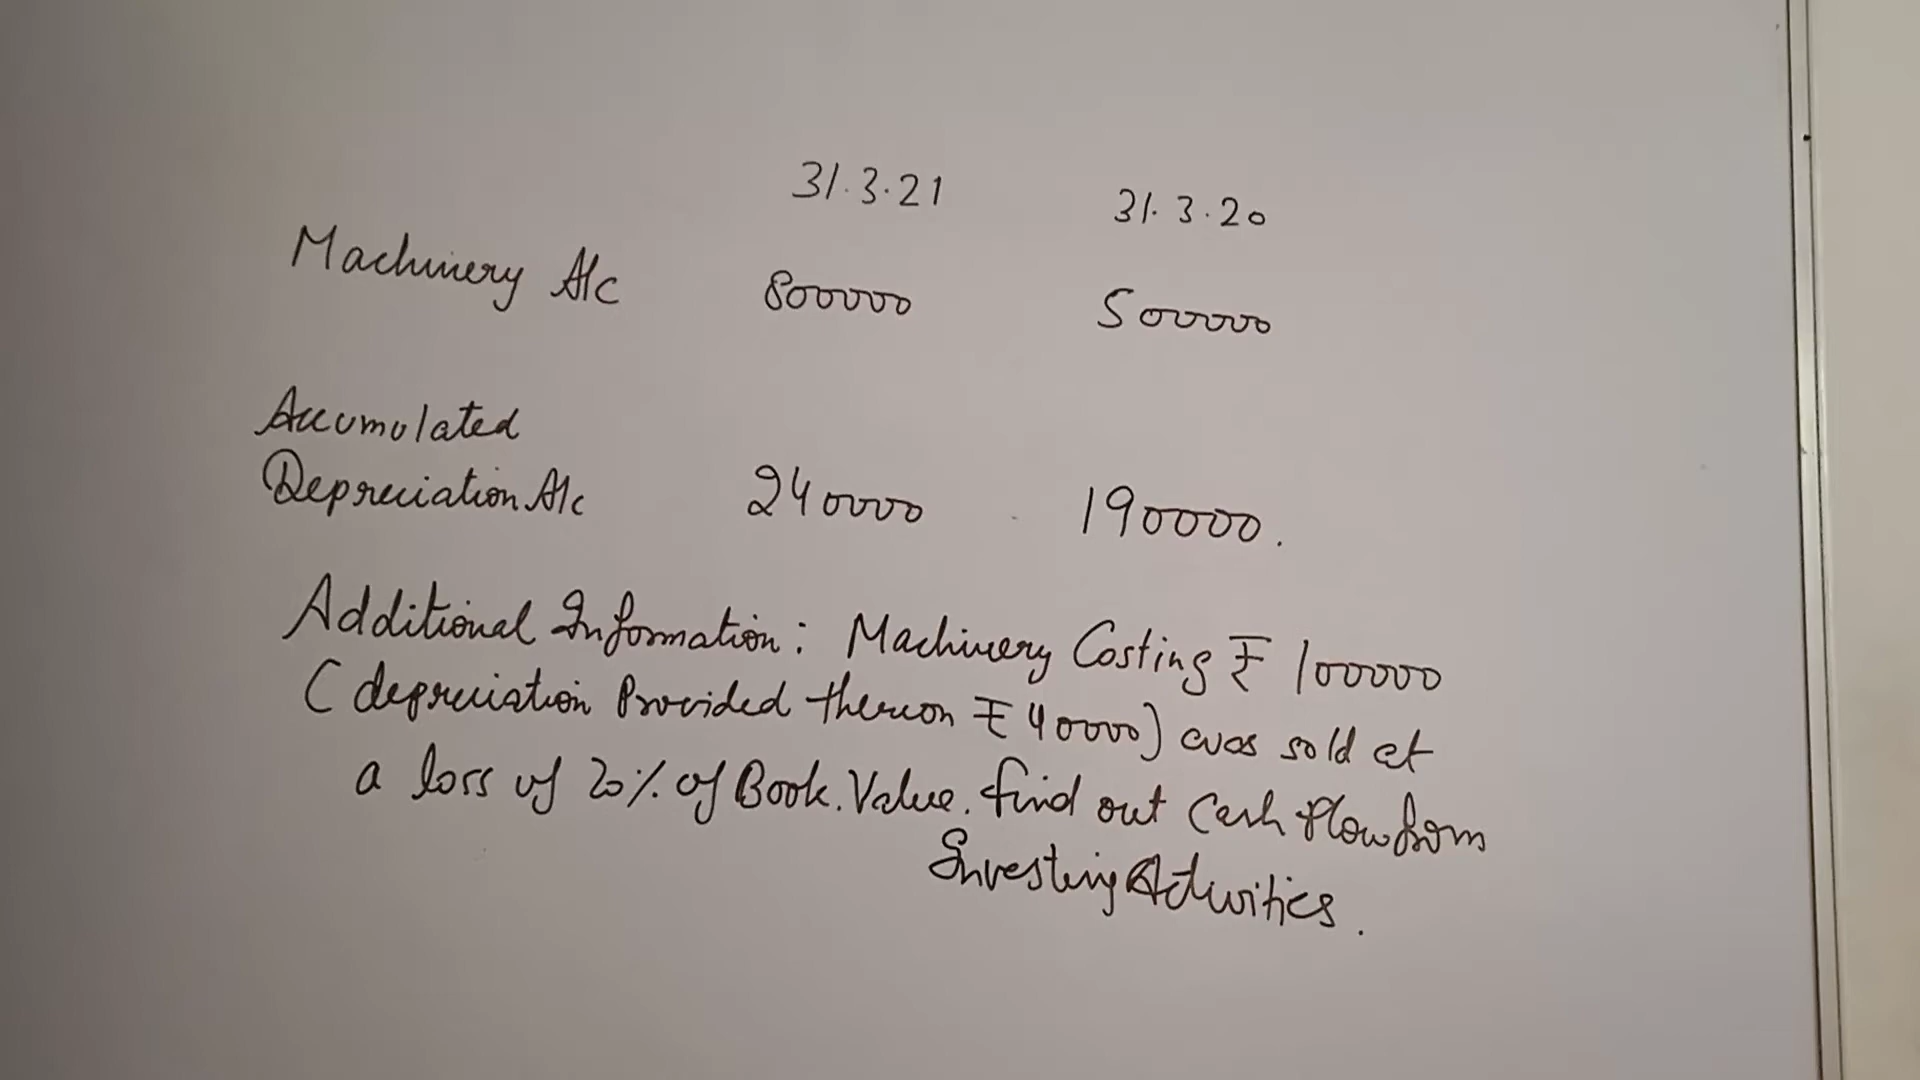 31.3.21 31.3.20
Machinery A/c 800000 500000
Accumulated
Depreciation A/c 240000 190000.
Additional Information: Machinery Costing ₹ 100000
(depreciation Provided thereon ₹ 40000) was sold at
a loss of 20% of Book.Value. find out Cash flow from
Investing Activities.